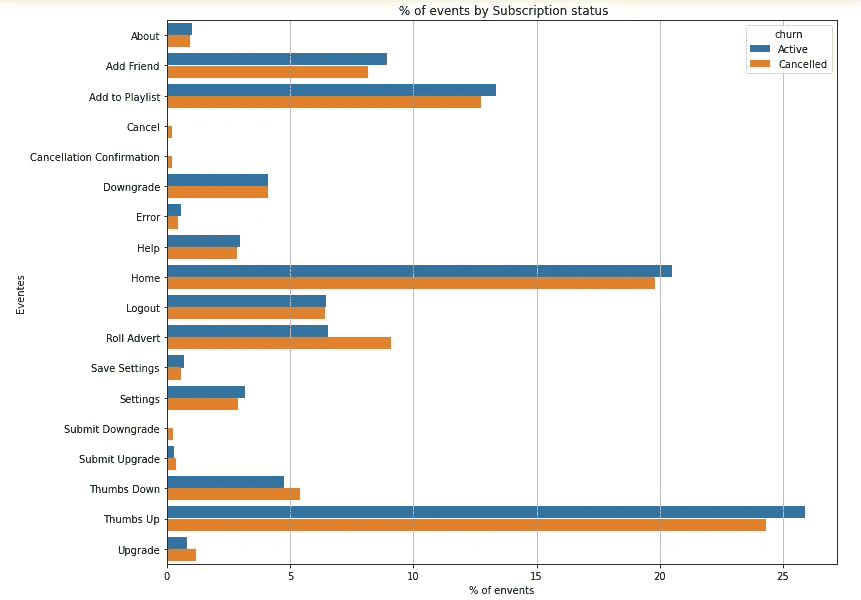 % of events by Subscription status
churn
Active
Cancelled
About
Add Friend
Add to Playlist
Cancel
Cancellation Confirmation
Downgrade
Error
Help
Home
Logout
Roll Advert
Save Settings
Settings
Submit Downgrade
Submit Upgrade
Thumbs Down
Thumbs Up
Upgrade
Eventes
0 5 10 15 20 25
% of envents